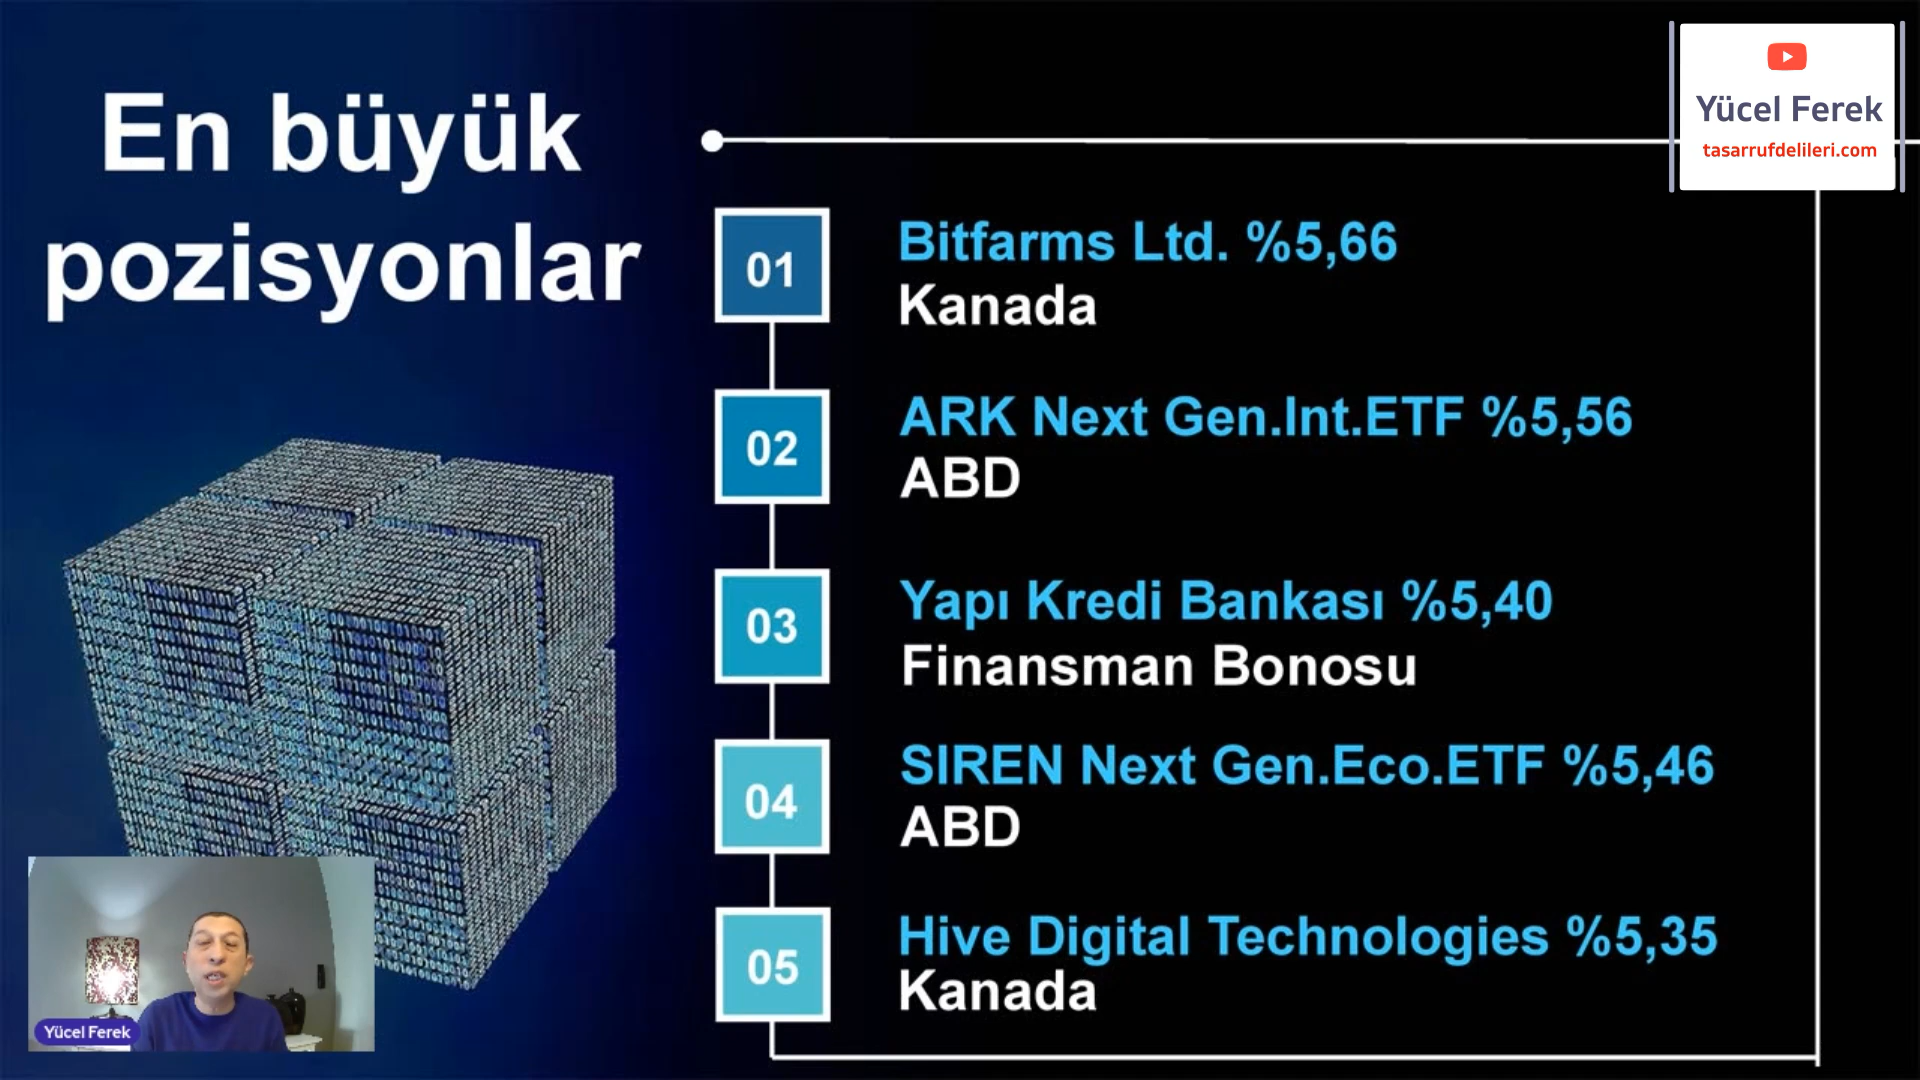 En büyük
pozisyonlar
Yücel Ferek
tasarrufdelileri.com
01
Bitfarms Ltd. %5,66
Kanada
02
ARK Next Gen.Int.ETF %5,56
ABD
03
Yapı Kredi Bankası %5,40
Finansman Bonosu
04
SIREN Next Gen.Eco.ETF %5,46
ABD
05
Hive Digital Technologies %5,35
Kanada
Yücel Ferek